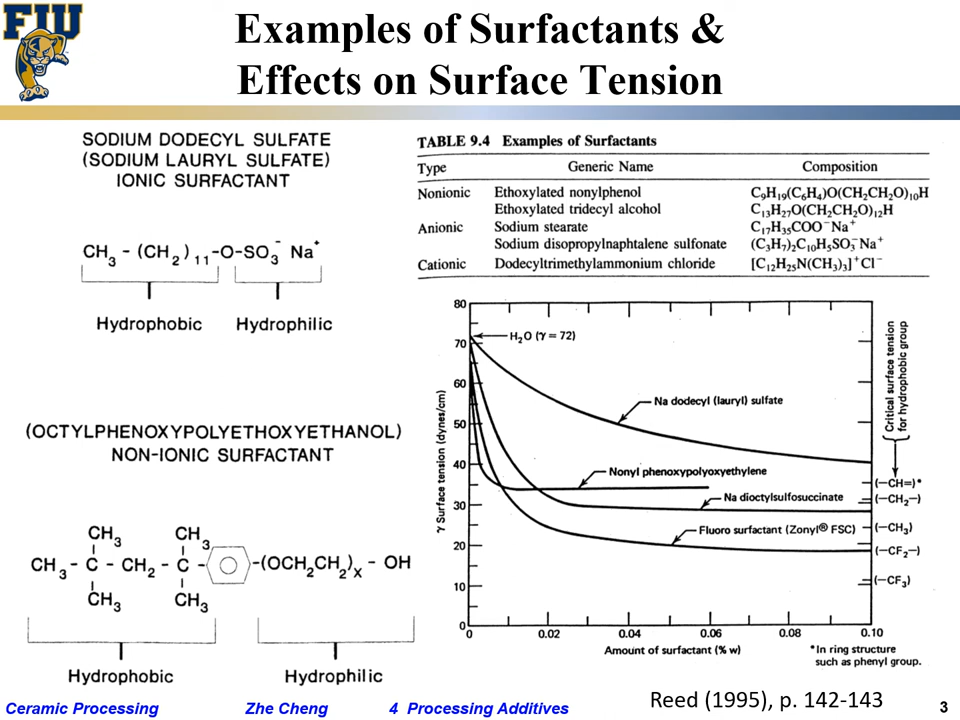 FIU
Examples of Surfactants &
Effects on Surface Tension
SODIUM DODECYL SULFATE
(SODIUM LAURYL SULFATE)
IONIC SURFACTANT
CH₃ - (CH₂)₁₁-O-SO₃⁻ Na⁺
Hydrophobic Hydrophilic
(OCTYLPHENOXYPOLYETHOXYETHANOL)
NON-IONIC SURFACTANT
CH₃ CH₃
CH₃ - C - CH₂ - C - -(OCH₂CH₂)ₓ - OH
CH₃ CH₃
Hydrophobic Hydrophilic
TABLE 9.4 Examples of Surfactants
Type Generic Name Composition
Nonionic Ethoxylated nonylphenol C₉H₁₉(C₆H₄)O(CH₂CH₂O)₁₀H
Ethoxylated tridecyl alcohol C₁₃H₂₇O(CH₂CH₂O)₁₂H
Anionic Sodium stearate C₁₇H₃₅COO⁻Na⁺
Sodium disopropylnaphtalene sulfonate (C₃H₇)₂C₁₀H₅SO₃⁻Na⁺
Cationic Dodecyltrimethylammonium chloride [C₁₂H₂₅N(CH₃)₃]⁺Cl⁻
γ Surface tension (dynes/cm)
80
70
60
50
40
30
20
10
0
H₂O (γ = 72)
Na dodecyl (lauryl) sulfate
Nonyl phenoxypolyoxyethylene
Na dioctylsulfosuccinate
Fluoro surfactant (Zonyl® FSC)
Critical surface tension
for hydrophobic group
(—CH=)*
(—CH₂—)
(—CH₃)
(—CF₂—)
(—CF₃)
0 0.02 0.04 0.06 0.08 0.10
Amount of surfactant (% w)
*In ring structure
such as phenyl group.
Reed (1995), p. 142-143
Ceramic Processing Zhe Cheng 4 Processing Additives 3